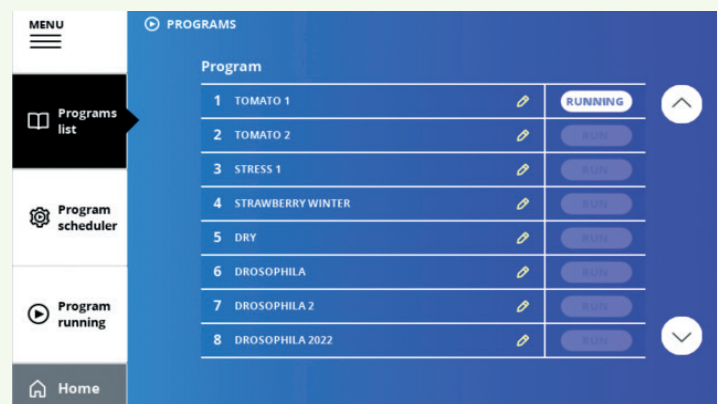 MENU
PROGRAMS
Programs
list
Program
scheduler
Program
running
Home
Program
1 TOMATO 1 RUNNING
2 TOMATO 2 RUN
3 STRESS 1 RUN
4 STRAWBERRY WINTER RUN
5 DRY RUN
6 DROSOPHILA RUN
7 DROSOPHILA 2 RUN
8 DROSOPHILA 2022 RUN